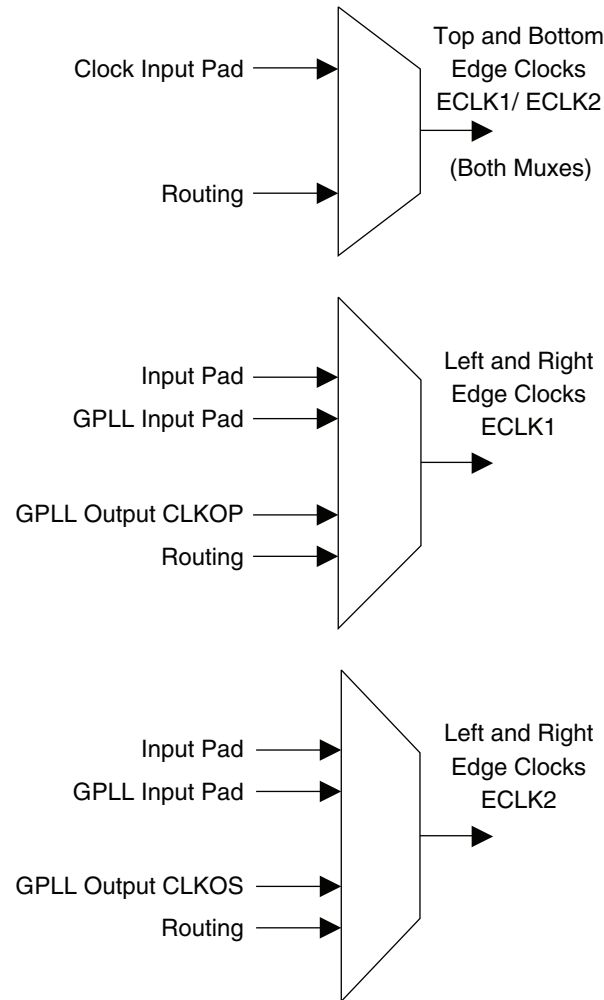 Clock Input Pad
Routing
Top and Bottom
Edge Clocks
ECLK1/ ECLK2
(Both Muxes)
Input Pad
GPLL Input Pad
GPLL Output CLKOP
Routing
Left and Right
Edge Clocks
ECLK1
Input Pad
GPLL Input Pad
GPLL Output CLKOS
Routing
Left and Right
Edge Clocks
ECLK2